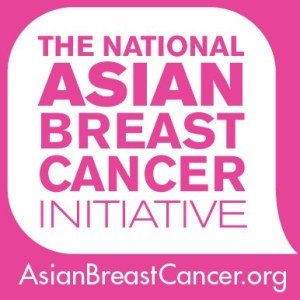 THE NATIONAL
ASIAN
BREAST
CANCER
INITIATIVE
AsianBreastCancer.org